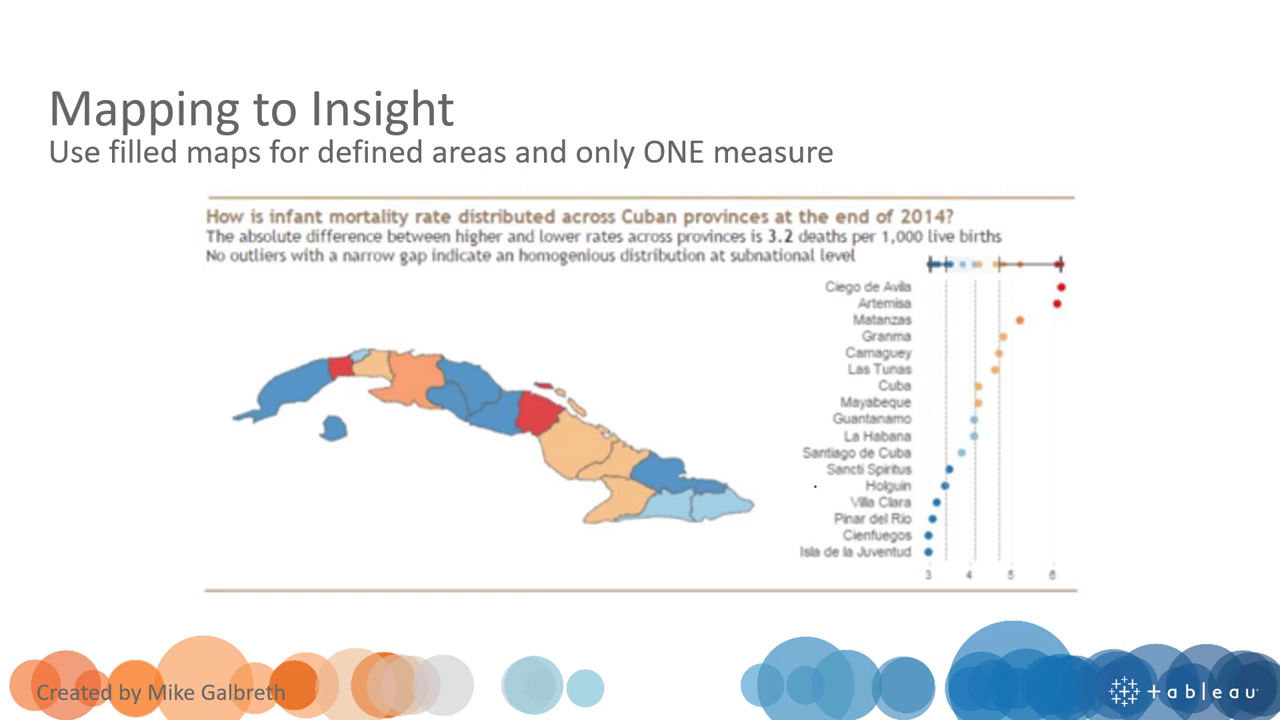 Mapping to Insight
Use filled maps for defined areas and only ONE measure
How is infant mortality rate distributed across Cuban provinces at the end of 2014?
The absolute difference between higher and lower rates across provinces is 3.2 deaths per 1,000 live births
No outliers with a narrow gap indicate an homogenious distribution at subnational level
Ciego de Avila
Artemisa
Matanzas
Granma
Camaguey
Las Tunas
Cuba
Mayabeque
Guantanamo
La Habana
Santiago de Cuba
Sancti Spiritus
Holguin
Villa Clara
Pinar del Rio
Cienfuegos
Isla de la Juventud
3 4 5 6
Created by Mike Galbreth
+ableau